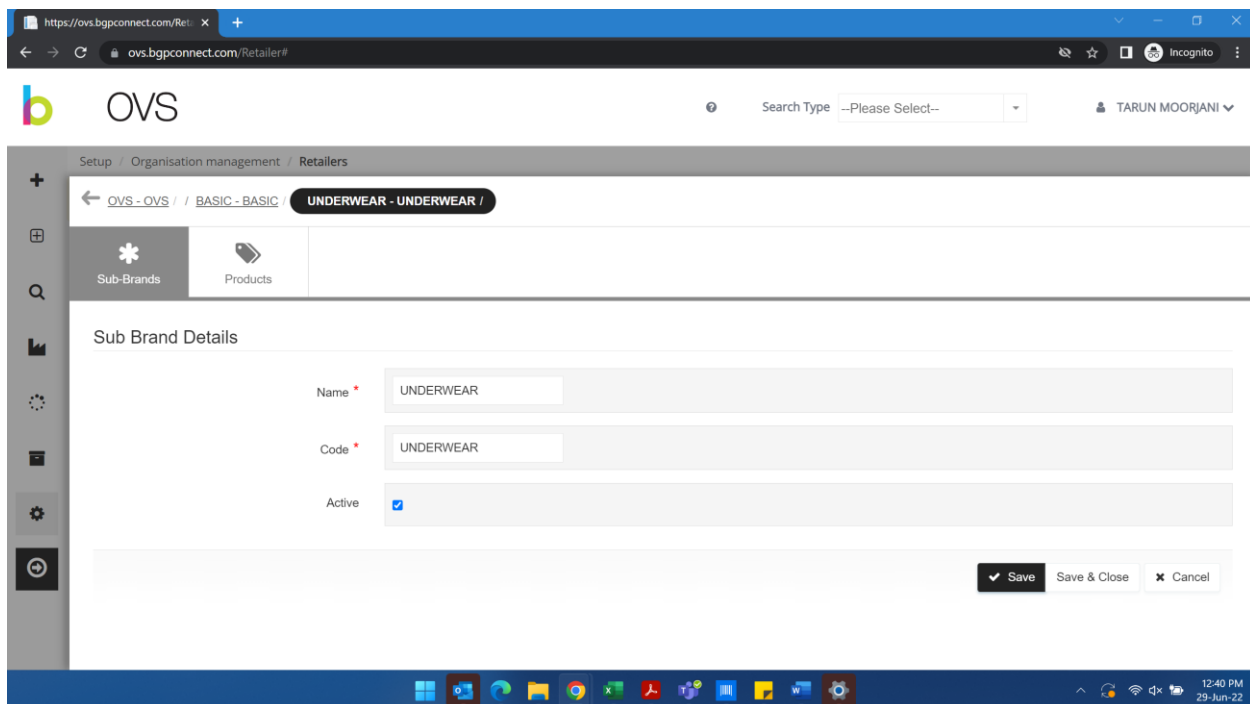 https://ovs.bgpconnect.com/Reta
ovs.bgpconnect.com/Retailer#
Incognito
b OVS
Search Type --Please Select--
TARUN MOORJANI
Setup / Organisation management / Retailers
OVS - OVS / / BASIC - BASIC / UNDERWEAR - UNDERWEAR /
Sub-Brands
Products
Sub Brand Details
Name * UNDERWEAR
Code * UNDERWEAR
Active
Save Save & Close Cancel
12:40 PM
29-Jun-22